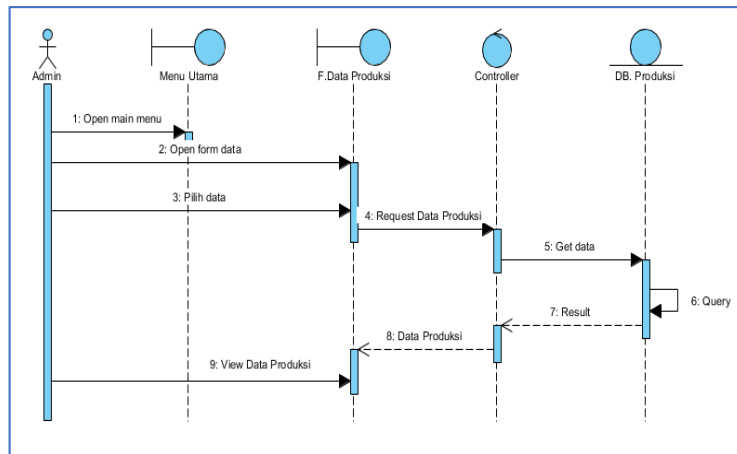 Admin
Menu Utama
F.Data Produksi
Controller
DB. Produksi
1: Open main menu
2: Open form data
3: Pilih data
4: Request Data Produksi
5: Get data
6: Query
7: Result
8: Data Produksi
9: View Data Produksi